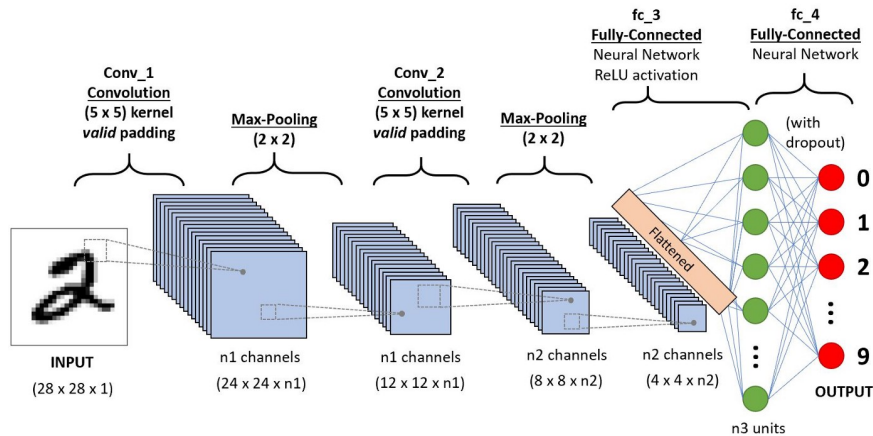 fc_3
Fully-Connected
Neural Network
ReLU activation
fc_4
Fully-Connected
Neural Network
Conv_1
Convolution
(5 x 5) kernel
valid padding
Max-Pooling
(2 x 2)
Conv_2
Convolution
(5 x 5) kernel
valid padding
Max-Pooling
(2 x 2)
(with
dropout)
Flattened
0
1
2
9
INPUT
(28 x 28 x 1)
n1 channels
(24 x 24 x n1)
n1 channels
(12 x 12 x n1)
n2 channels
(8 x 8 x n2)
n2 channels
(4 x 4 x n2)
OUTPUT
n3 units